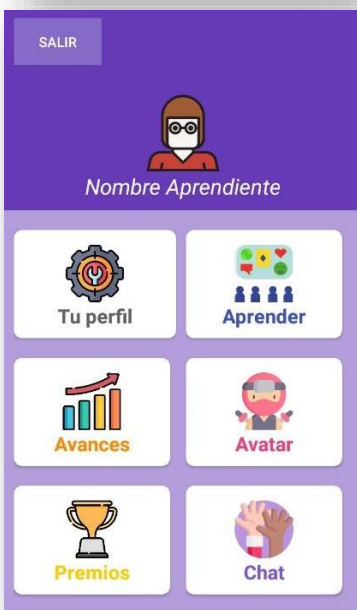 SALIR
Nombre Aprendiente
Tu perfil
Aprender
Avances
Avatar
Premios
Chat